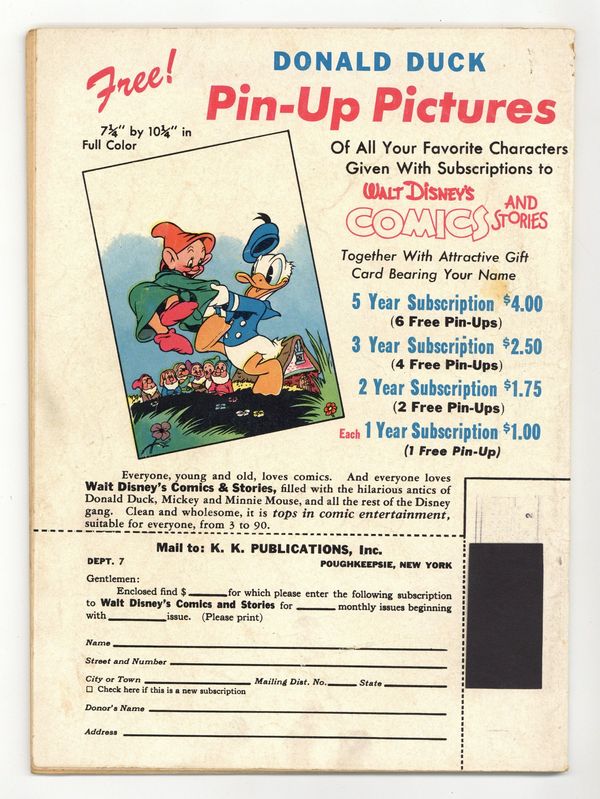 Free!
DONALD DUCK
Pin-Up Pictures
7¼" by 10¼" in
Full Color
Of All Your Favorite Characters
Given With Subscriptions to
WALT DISNEY'S
COMICS AND STORIES
Together With Attractive Gift
Card Bearing Your Name
5 Year Subscription $4.00
(6 Free Pin-Ups)
3 Year Subscription $2.50
(4 Free Pin-Ups)
2 Year Subscription $1.75
(2 Free Pin-Ups)
Each 1 Year Subscription $1.00
(1 Free Pin-Up)
Everyone, young and old, loves comics. And everyone loves
Walt Disney's Comics & Stories, filled with the hilarious antics of
Donald Duck, Mickey and Minnie Mouse, and all the rest of the Disney
gang. Clean and wholesome, it is tops in comic entertainment,
suitable for everyone, from 3 to 90.
Mail to: K. K. PUBLICATIONS, Inc.
DEPT. 7 POUGHKEEPSIE, NEW YORK
Gentlemen:
Enclosed find $ for which please enter the following subscription
to Walt Disney's Comics and Stories for monthly issues beginning
with issue. (Please print)
Name
Street and Number
City or Town Mailing Dist. No. State
☐ Check here if this is a new subscription
Donor's Name
Address
2